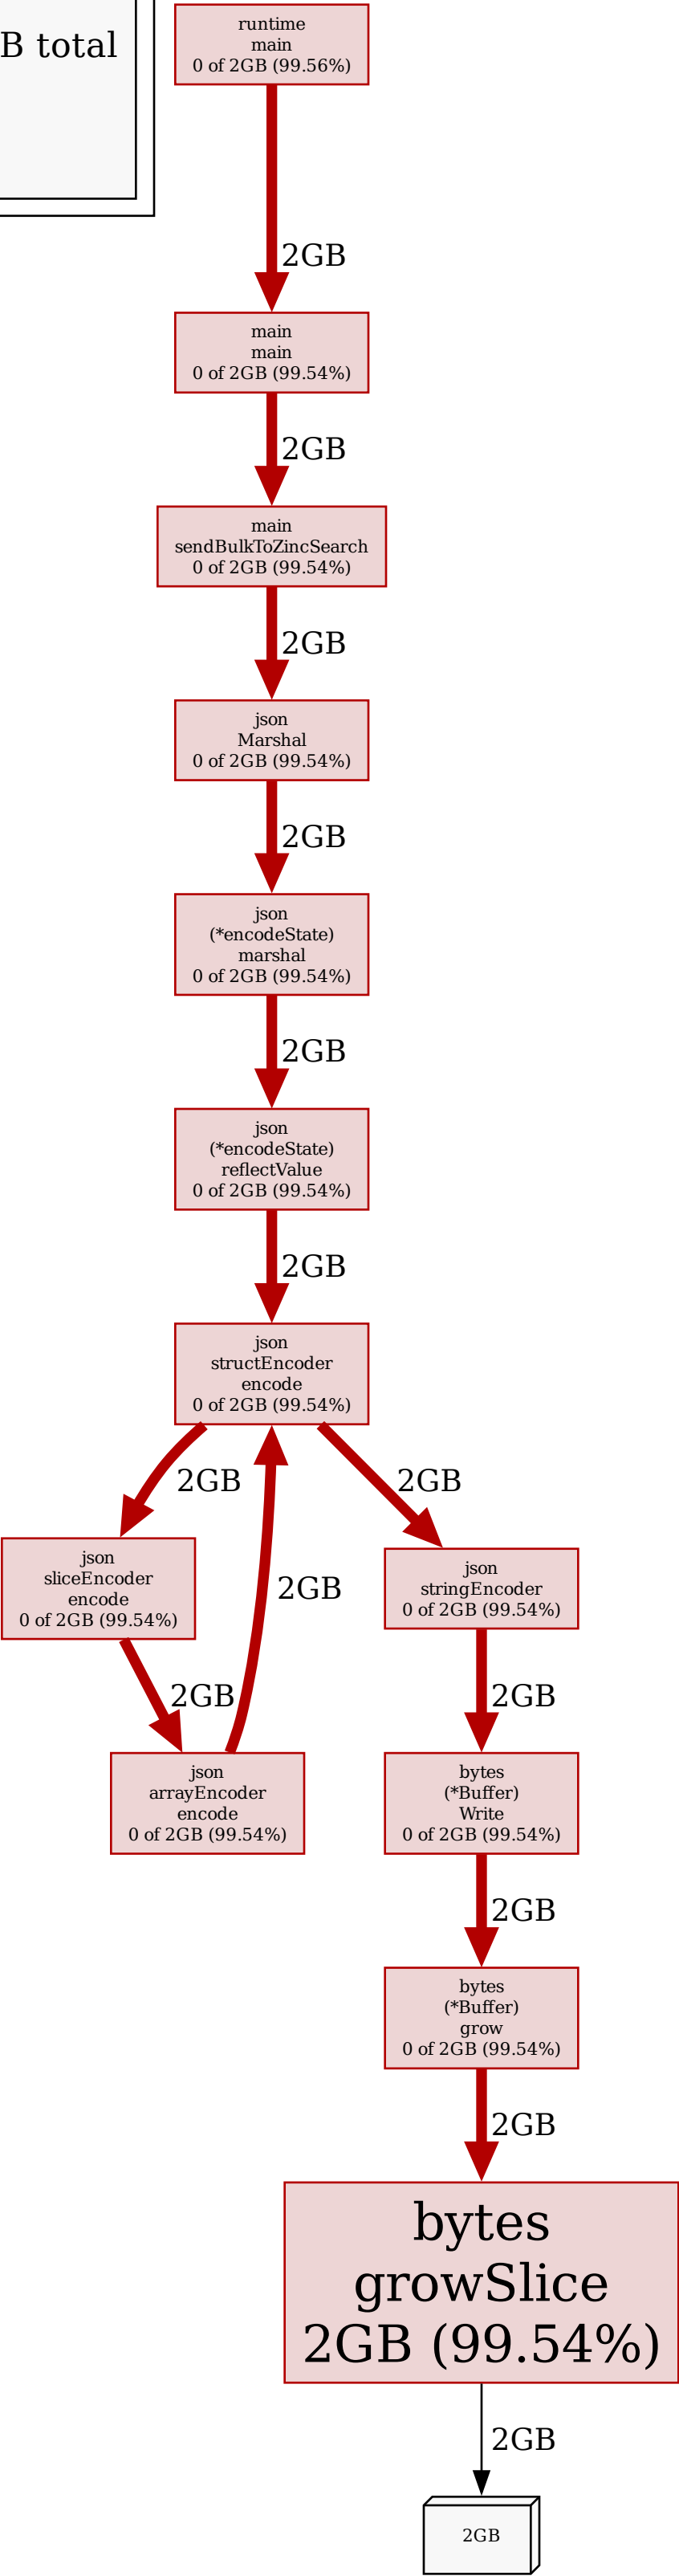 B total
runtime
main
0 of 2GB (99.56%)
2GB
main
main
0 of 2GB (99.54%)
2GB
main
sendBulkToZincSearch
0 of 2GB (99.54%)
2GB
json
Marshal
0 of 2GB (99.54%)
2GB
json
(*encodeState)
marshal
0 of 2GB (99.54%)
2GB
json
(*encodeState)
reflectValue
0 of 2GB (99.54%)
2GB
json
structEncoder
encode
0 of 2GB (99.54%)
2GB
2GB
json
sliceEncoder
encode
0 of 2GB (99.54%)
2GB
json
stringEncoder
0 of 2GB (99.54%)
2GB
2GB
json
arrayEncoder
encode
0 of 2GB (99.54%)
bytes
(*Buffer)
Write
0 of 2GB (99.54%)
2GB
bytes
(*Buffer)
grow
0 of 2GB (99.54%)
2GB
bytes
growSlice
2GB (99.54%)
2GB
2GB